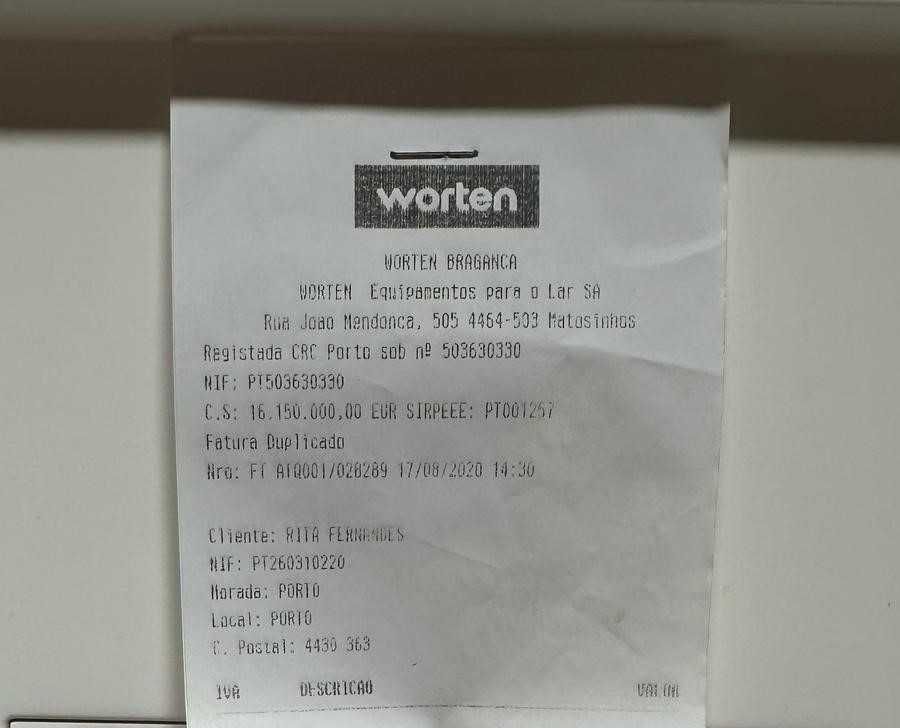 worten
WORTEN BRAGANCA
WORTEN Equipamentos para o Lar SA
Rua Joao Mendonca, 505 4464-503 Matosinhos
Registada CRC Porto sob nº 503630330
NIF: PT503630330
C.S: 16.150.000,00 EUR SIRPEEE: PT001267
Fatura Duplicado
Nro: FT AIQ001/028289 17/08/2020 14:30
Cliente: RITA FERNANDES
NIF: PT260310220
Morada: PORTO
Local: PORTO
C. Postal: 4430 363
IVA DESCRICAO VALOR